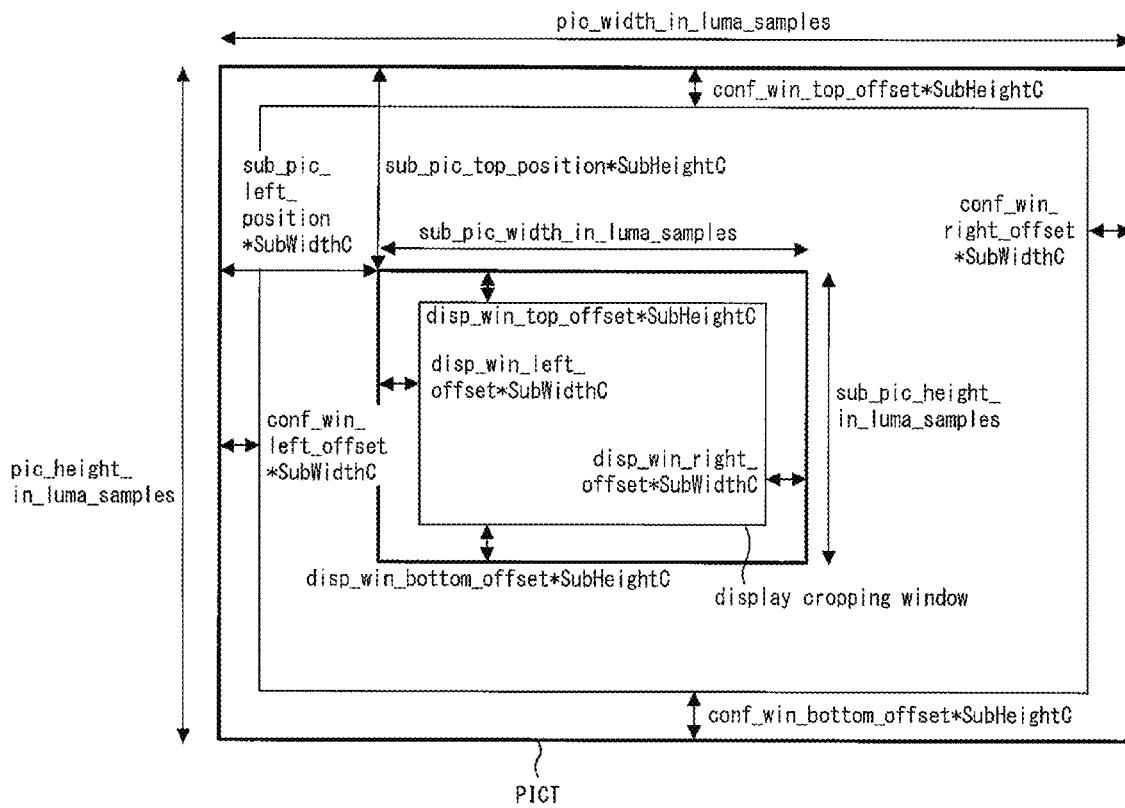 pic_width_in_luma_samples
conf_win_top_offset*SubHeightC
sub_pic_
left_
position
*SubWidthC
sub_pic_top_position*SubHeightC
sub_pic_width_in_luma_samples
conf_win_
right_offset
*SubWidthC
disp_win_top_offset*SubHeightC
disp_win_left_
offset*SubWidthC
sub_pic_height_
in_luma_samples
conf_win_
left_offset
*SubWidthC
disp_win_right_
offset*SubWidthC
pic_height_
in_luma_samples
disp_win_bottom_offset*SubHeightC
display cropping window
conf_win_bottom_offset*SubHeightC
PICT